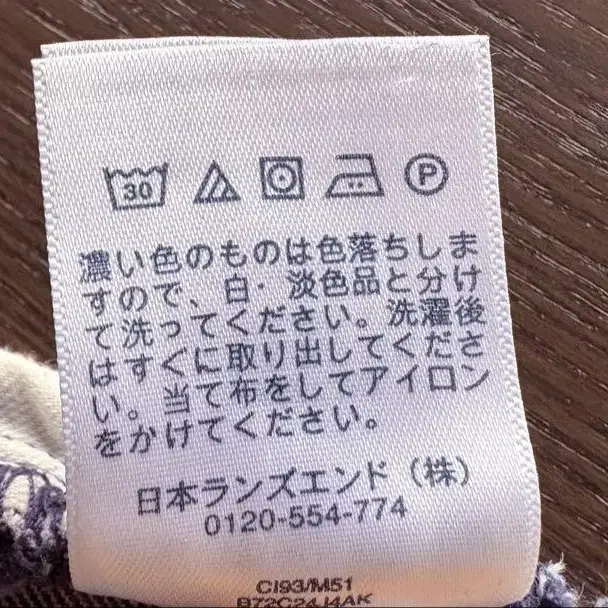 30 P
濃い色のものは色落ちしま
すので、白・淡色品と分け
て洗ってください。洗濯後
はすぐに取り出してくださ
い。当て布をしてアイロン
をかけてください。
日本ランズエンド（株）
0120-554-774
CI93/M51
B72C24J4AK